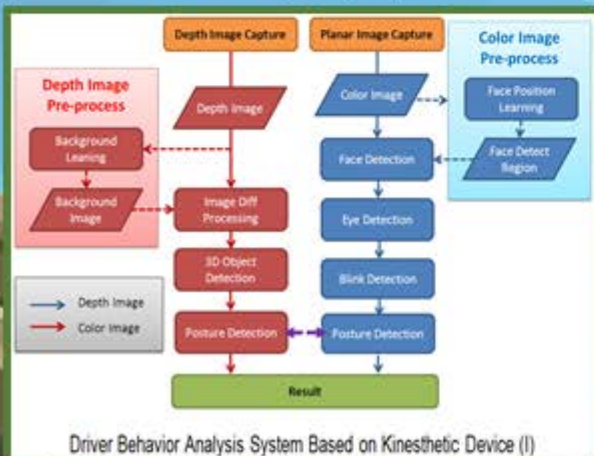 Depth Image Capture
Planar Image Capture
Color Image
Pre-process
Depth Image
Pre-process
Depth Image
Color Image
Face Position
Learning
Background
Leaning
Face Detection
Face Detect
Region
Background
Image
Image Diff
Processing
Eye Detection
3D Object
Detection
Blink Detection
Depth Image
Color Image
Posture Detection
Posture Detection
Result
Driver Behavior Analysis System Based on Kinesthetic Device (I)